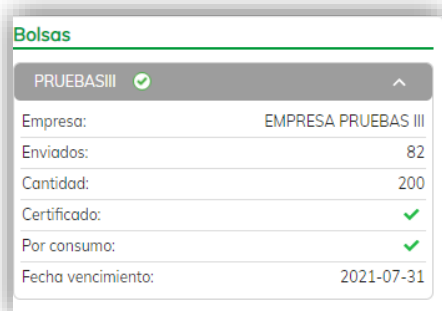 Bolsas
PRUEBASIII
Empresa: EMPRESA PRUEBAS III
Enviados: 82
Cantidad: 200
Certificado:
Por consumo:
Fecha vencimiento: 2021-07-31